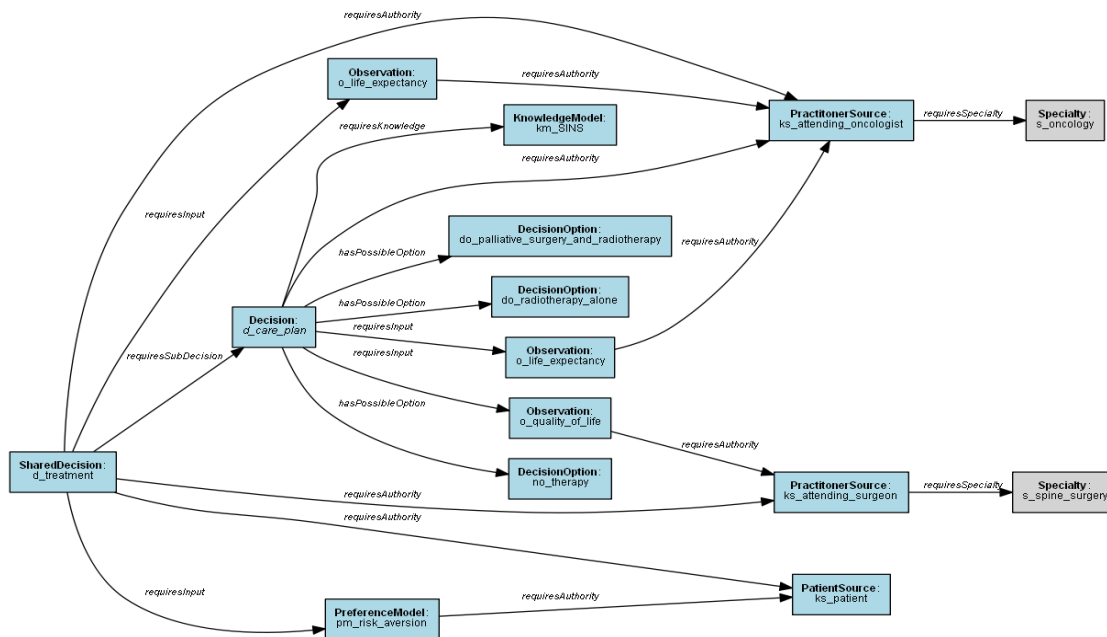 requiresAuthority
Observation:
o_life_expectancy
requiresAuthority
requiresKnowledge
KnowledgeModel:
km_SINS
PractitonerSource:
ks_attending_oncologist
requiresSpecialty
Specialty:
s_oncology
requiresAuthority
requiresInput
DecisionOption:
do_palliative_surgery_and_radiotherapy
requiresAuthority
hasPossibleOption
DecisionOption:
do_radiotherapy_alone
hasPossibleOption
Decision:
d_care_plan
requiresInput
Observation:
o_life_expectancy
requiresInput
requiresSubDecision
hasPossibleOption
Observation:
o_quality_of_life
requiresAuthority
SharedDecision:
d_treatment
DecisionOption:
no_therapy
requiresAuthority
PractitonerSource:
ks_attending_surgeon
requiresSpecialty
Specialty:
s_spine_surgery
requiresAuthority
requiresInput
PreferenceModel:
pm_risk_aversion
requiresAuthority
PatientSource:
ks_patient